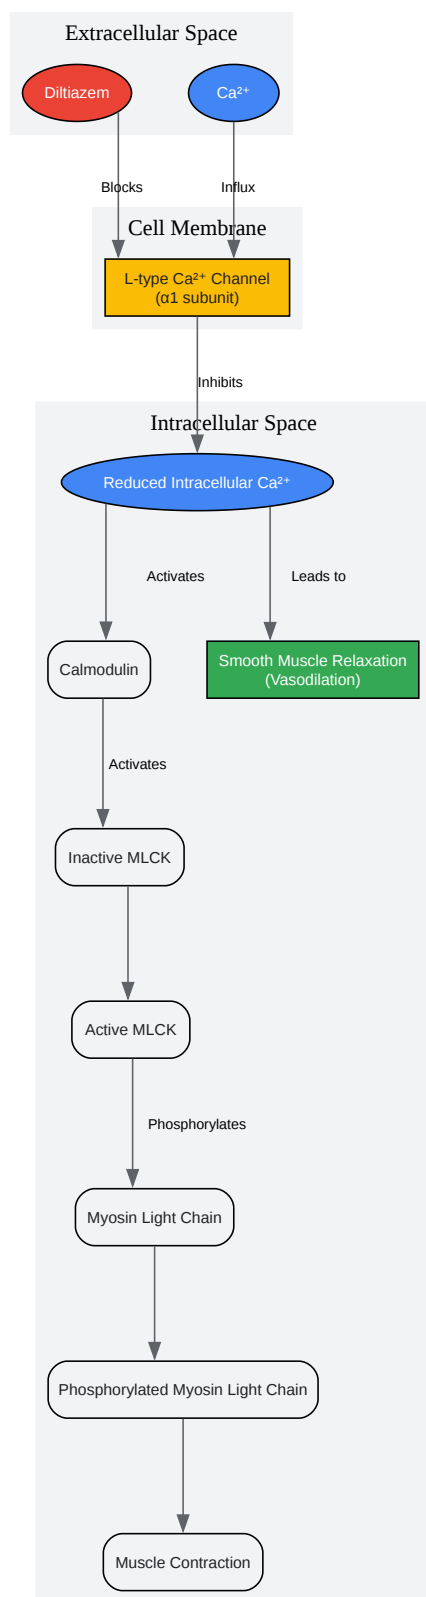 Extracellular Space
Diltiazem
Ca²⁺
Blocks
Influx
Cell Membrane
L-type Ca²⁺ Channel
(α1 subunit)
Inhibits
Intracellular Space
Reduced Intracellular Ca²⁺
Activates
Leads to
Calmodulin
Smooth Muscle Relaxation
(Vasodilation)
Activates
Inactive MLCK
Active MLCK
Phosphorylates
Myosin Light Chain
Phosphorylated Myosin Light Chain
Muscle Contraction